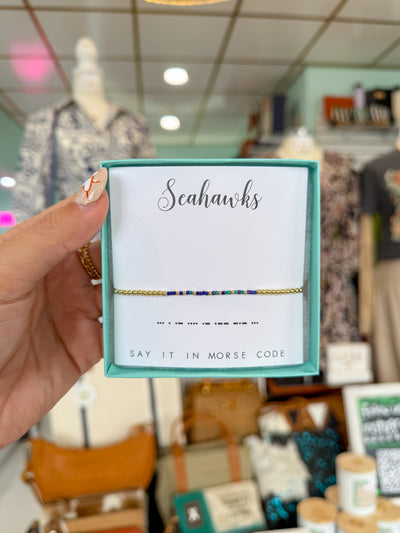 Seahawks
... . .- .... .- .-- -.- ...
SAY IT IN MORSE CODE